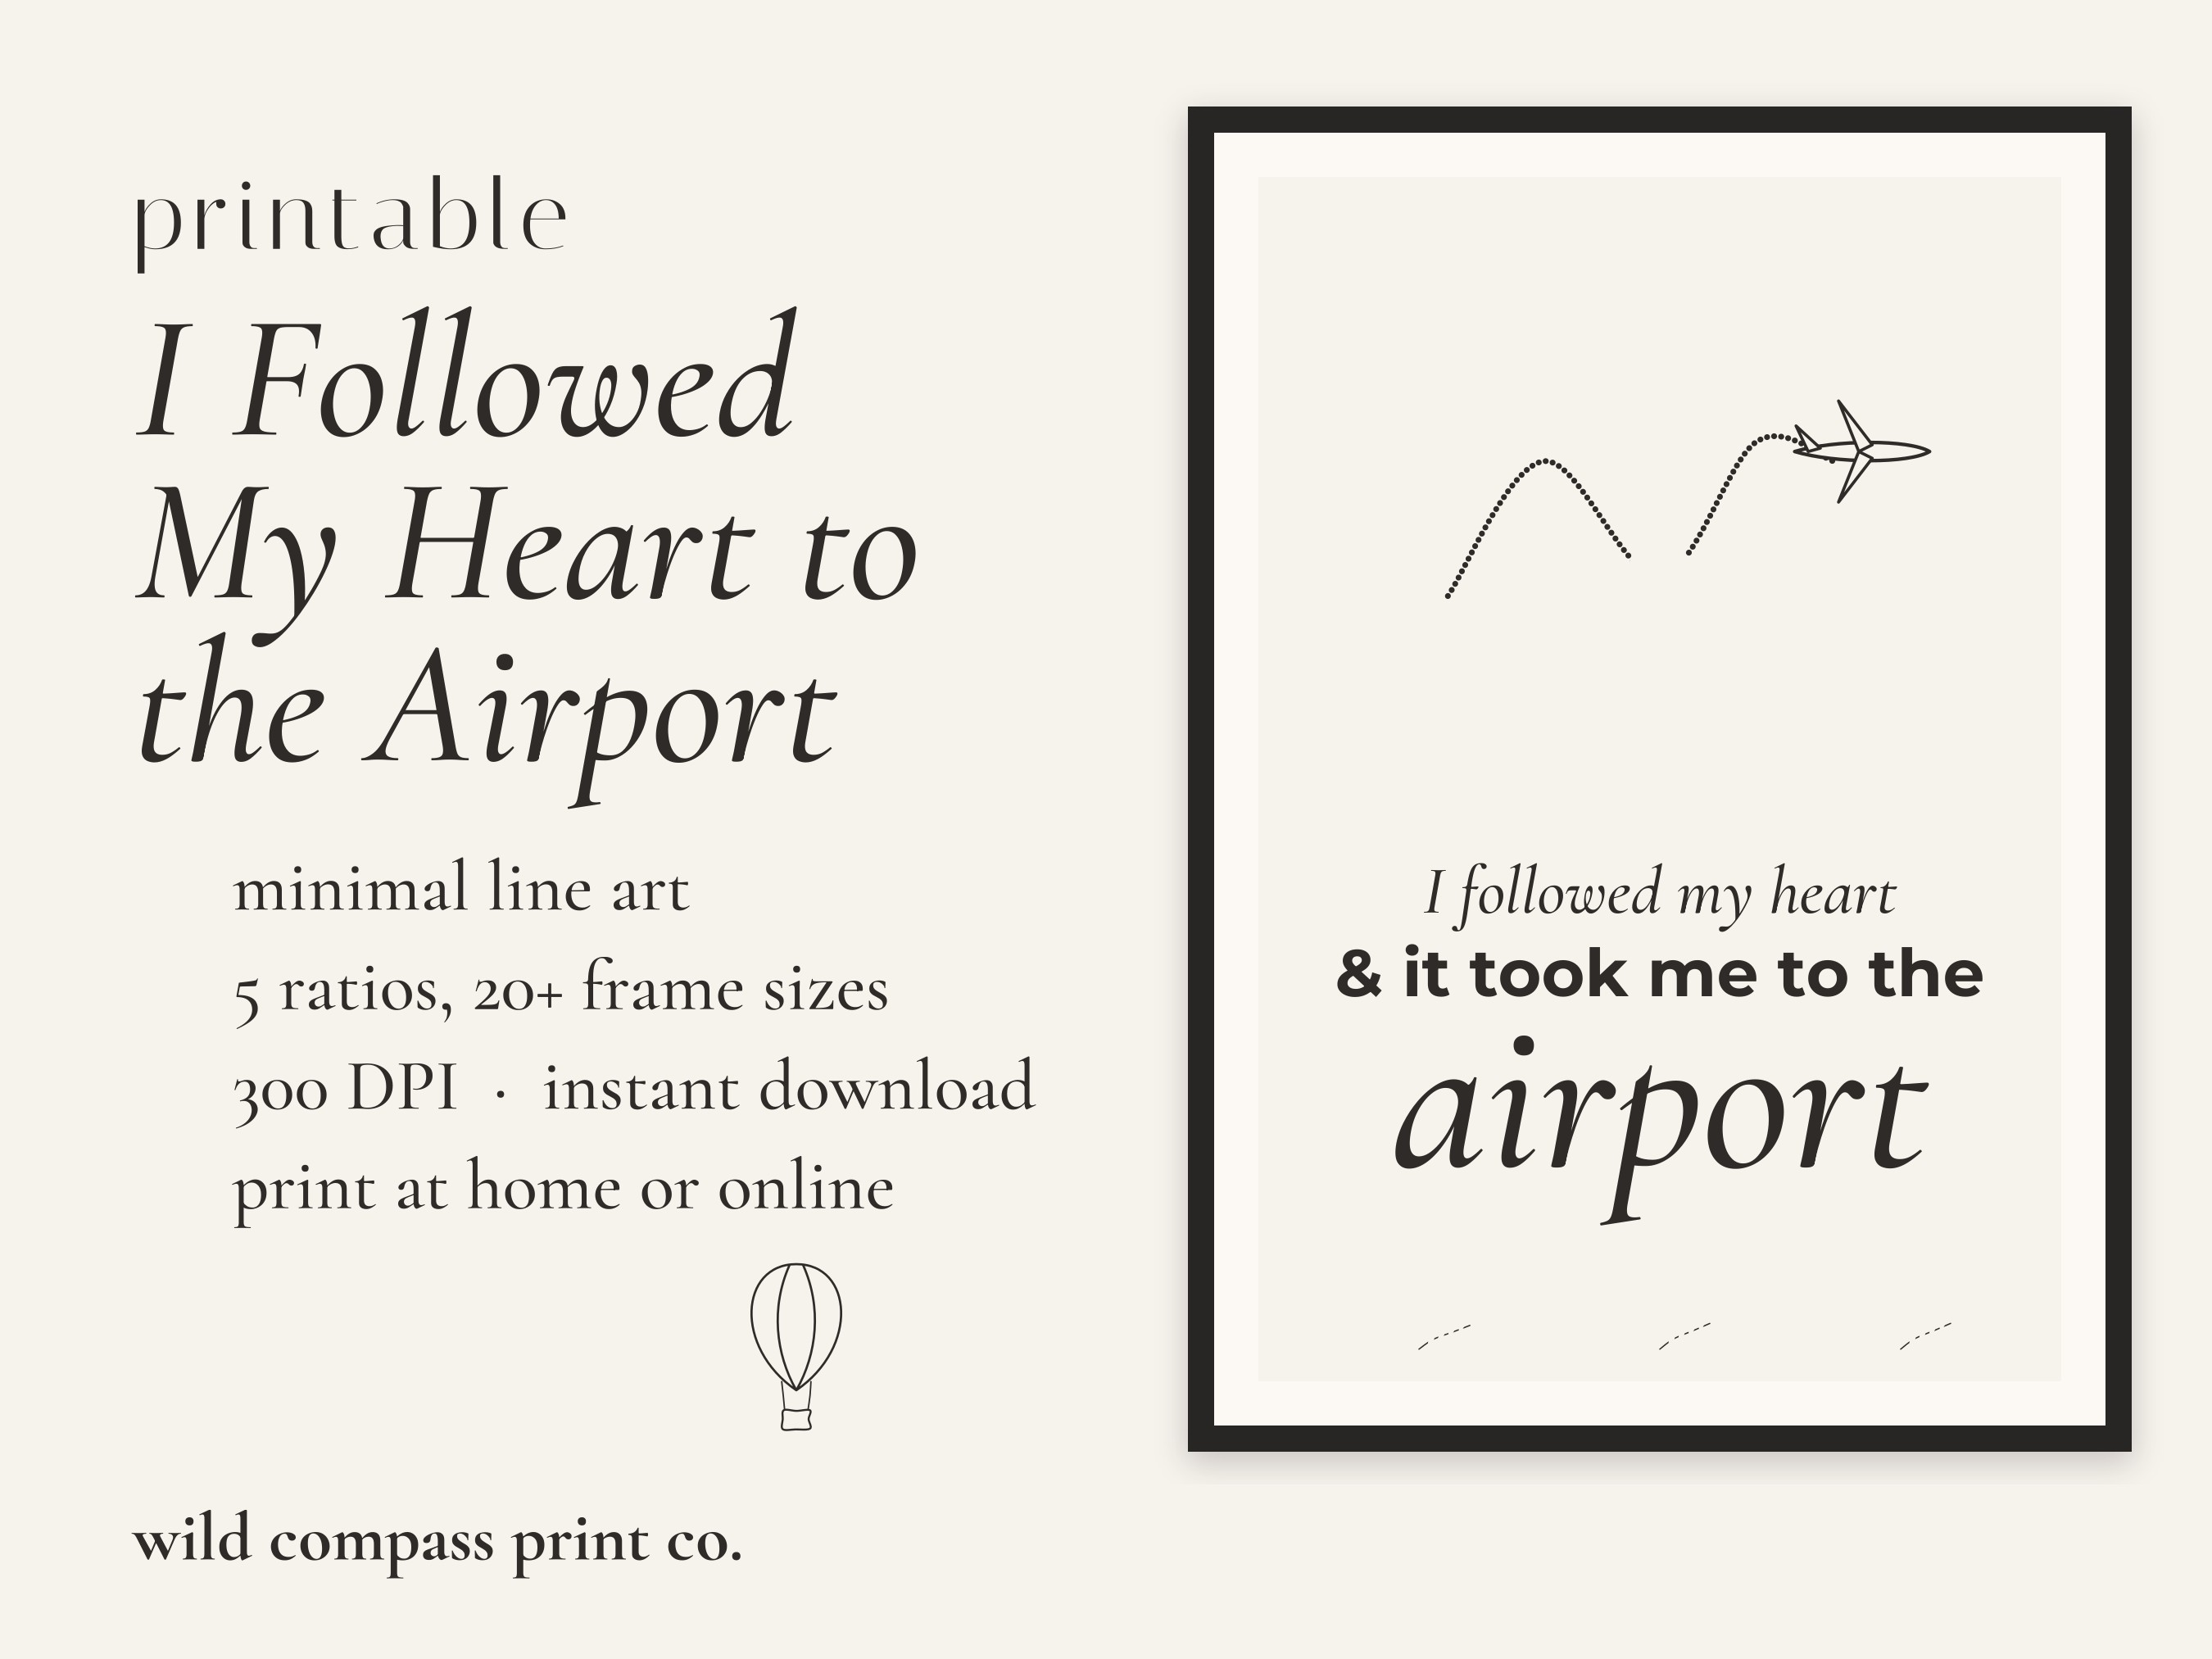 printable
I Followed
My Heart to
the Airport
minimal line art
5 ratios, 20+ frame sizes
300 DPI · instant download
print at home or online
wild compass print co.
I followed my heart
& it took me to the
airport